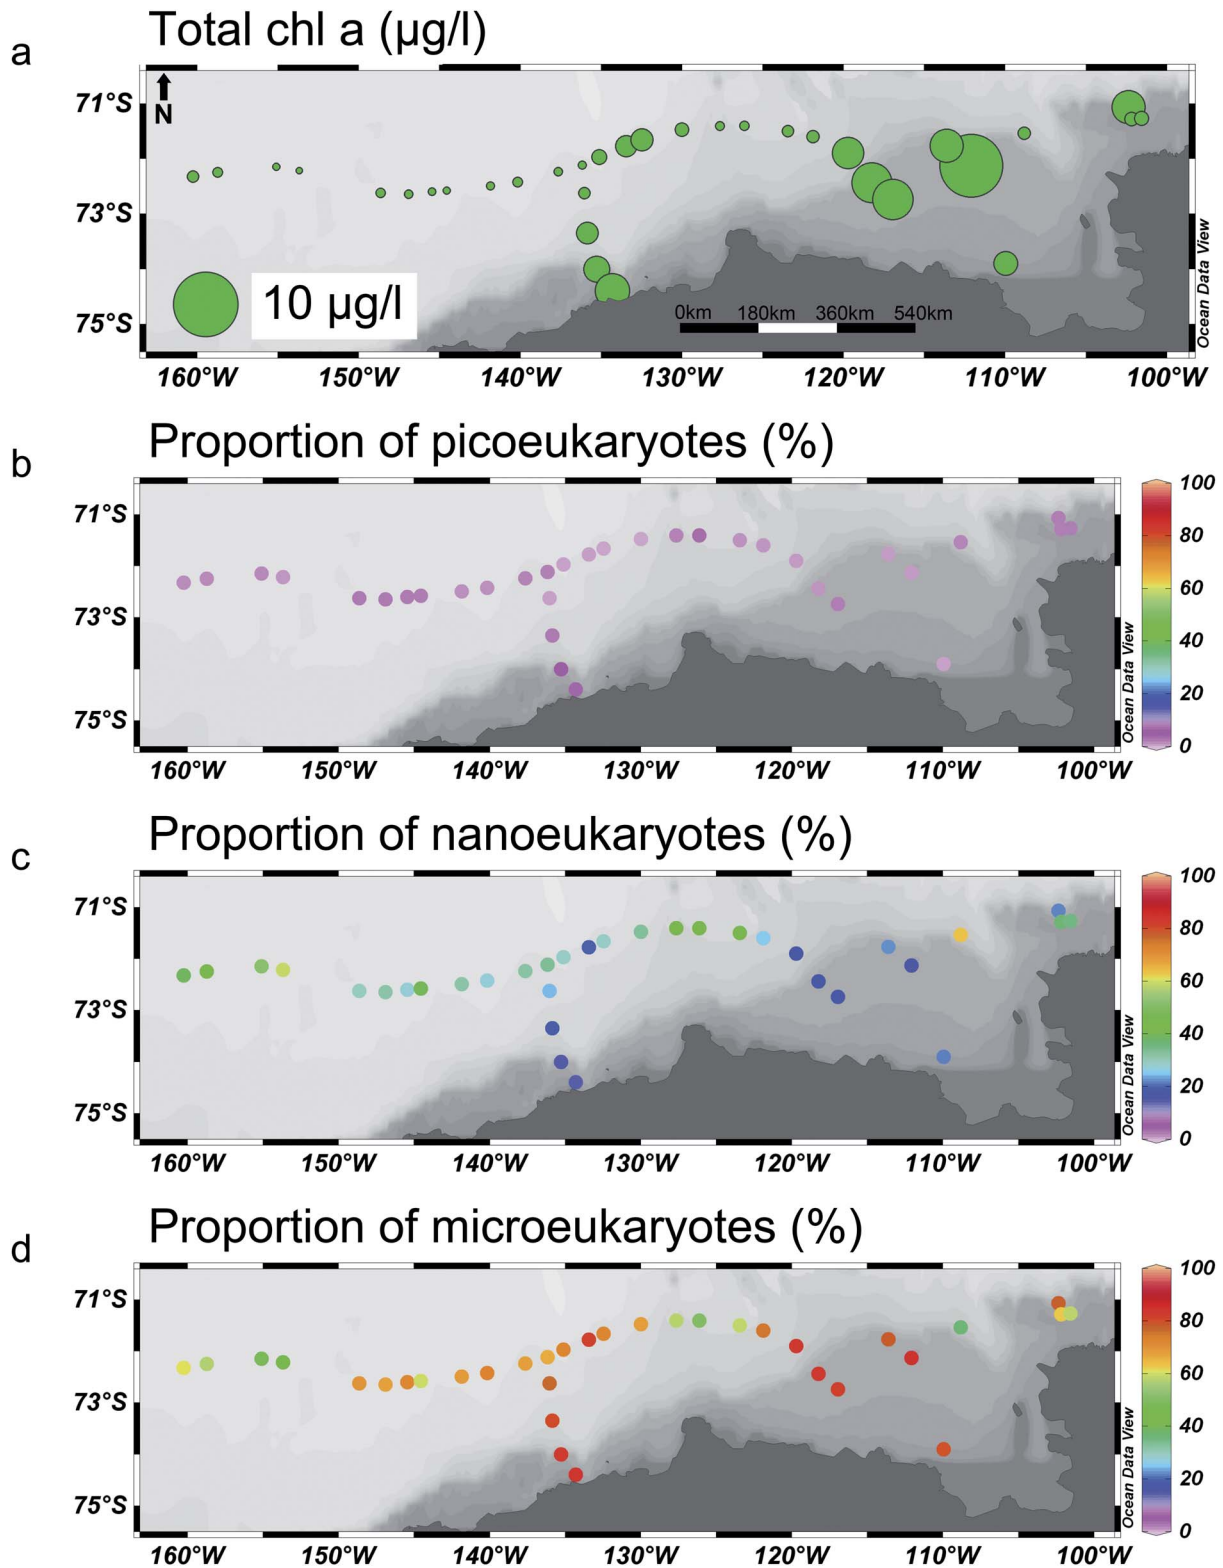 a
Total chl a (µg/l)
N
71°S
73°S
75°S
10 µg/l
0km 180km 360km 540km
Ocean Data View
160°W 150°W 140°W 130°W 120°W 110°W 100°W
b
Proportion of picoeukaryotes (%)
71°S
73°S
75°S
Ocean Data View
100
80
60
40
20
0
160°W 150°W 140°W 130°W 120°W 110°W 100°W
c
Proportion of nanoeukaryotes (%)
71°S
73°S
75°S
Ocean Data View
100
80
60
40
20
0
160°W 150°W 140°W 130°W 120°W 110°W 100°W
d
Proportion of microeukaryotes (%)
71°S
73°S
75°S
Ocean Data View
100
80
60
40
20
0
160°W 150°W 140°W 130°W 120°W 110°W 100°W